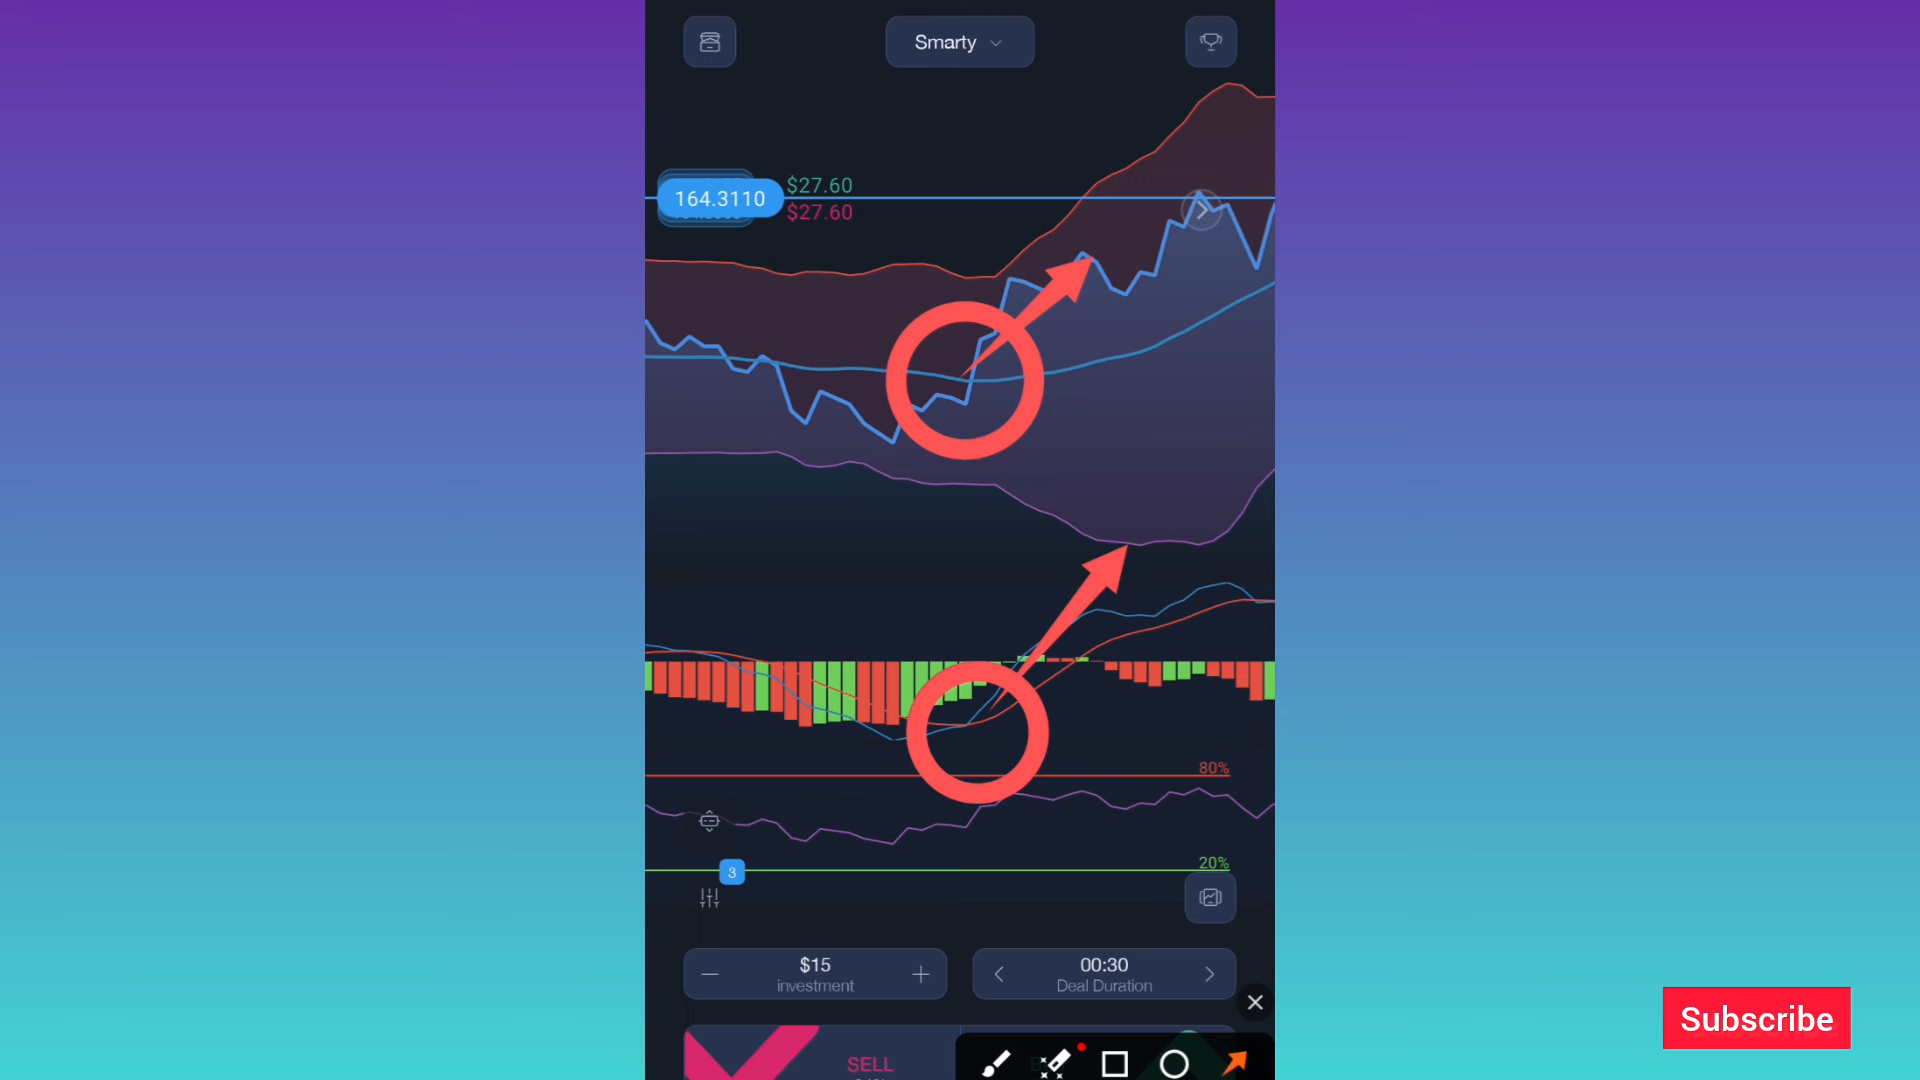 Smarty
164.3110
$27.60
$27.60
80%
20%
3
$15
investment
00:30
Deal Duration
SELL
Subscribe